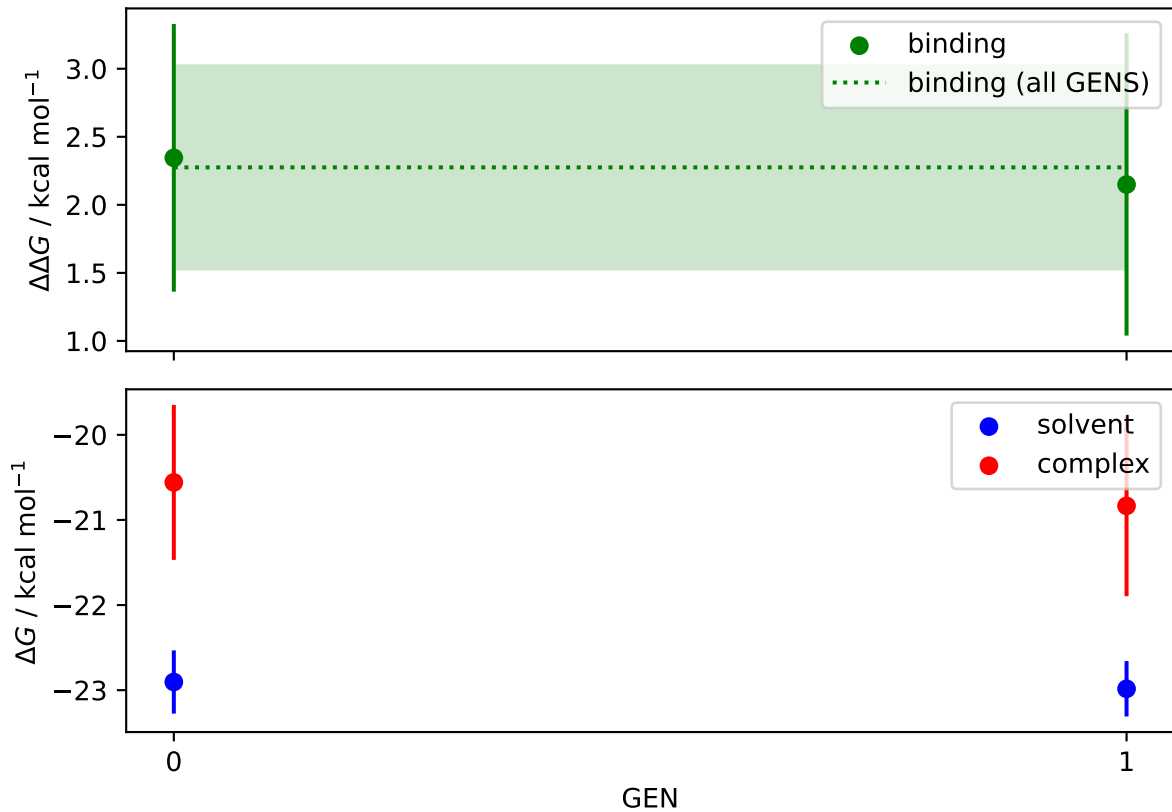 3.0
2.5
2.0
1.5
1.0
ΔΔG / kcal mol⁻¹
binding
binding (all GENS)
−20
−21
−22
−23
ΔG / kcal mol⁻¹
solvent
complex
0
1
GEN